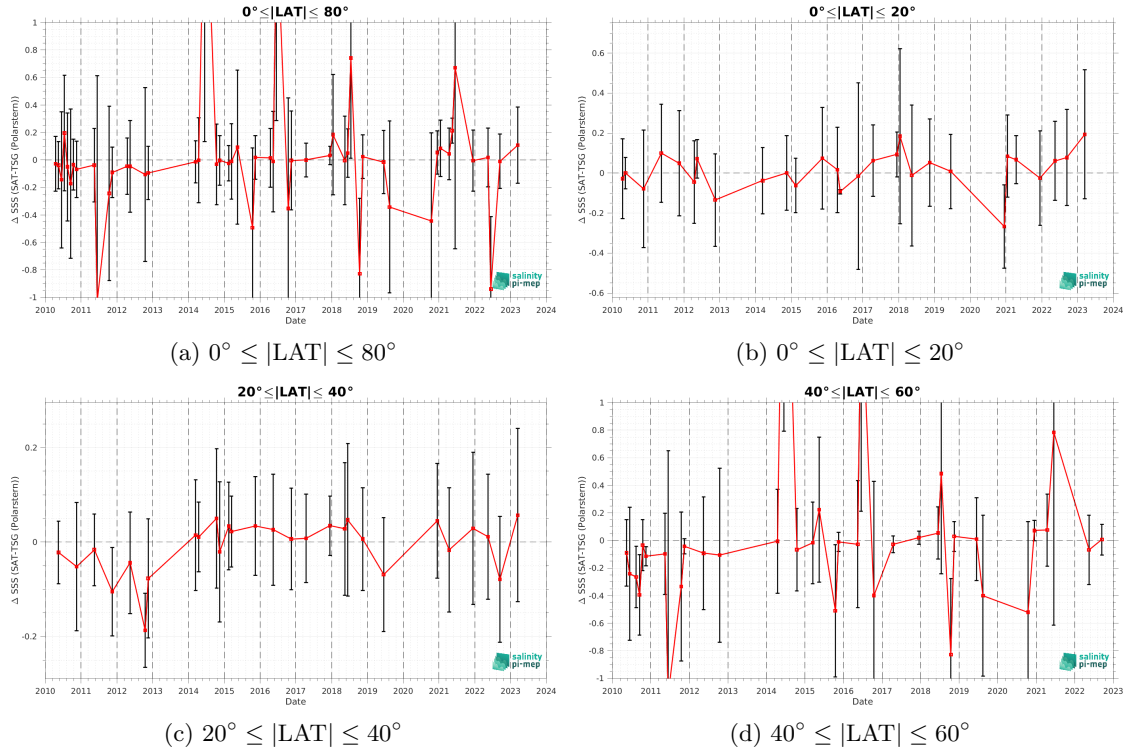 0°≤|LAT|≤ 80°
Δ SSS (SAT-TSG (Polarstern))
1
0.8
0.6
0.4
0.2
0
-0.2
-0.4
-0.6
-0.8
-1
2010 2011 2012 2013 2014 2015 2016 2017 2018 2019 2020 2021 2022 2023 2024
Date
salinity
pi-mep
(a) 0° ≤ |LAT| ≤ 80°
0°≤|LAT|≤ 20°
Δ SSS (SAT-TSG (Polarstern))
0.6
0.4
0.2
0
-0.2
-0.4
-0.6
2010 2011 2012 2013 2014 2015 2016 2017 2018 2019 2020 2021 2022 2023 2024
Date
salinity
pi-mep
(b) 0° ≤ |LAT| ≤ 20°
20°≤|LAT|≤ 40°
Δ SSS (SAT-TSG (Polarstern))
0.2
0
-0.2
2010 2011 2012 2013 2014 2015 2016 2017 2018 2019 2020 2021 2022 2023 2024
Date
salinity
pi-mep
(c) 20° ≤ |LAT| ≤ 40°
40°≤|LAT|≤ 60°
Δ SSS (SAT-TSG (Polarstern))
1
0.8
0.6
0.4
0.2
0
-0.2
-0.4
-0.6
-0.8
-1
2010 2011 2012 2013 2014 2015 2016 2017 2018 2019 2020 2021 2022 2023
Date
salinity
pi-mep
(d) 40° ≤ |LAT| ≤ 60°